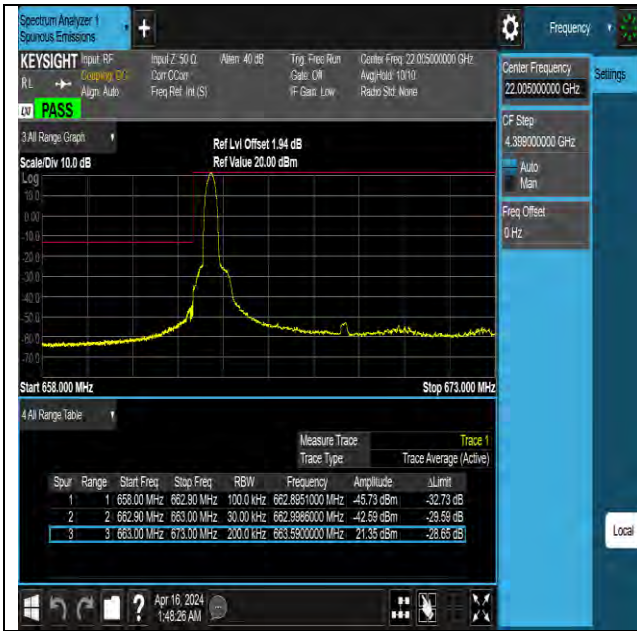 Spectrum Analyzer 1
Spurious Emissions
+
Frequency
KEYSIGHT Input: RF Input Z: 50 Ω Atten: 40 dB Trig: Free Run Center Freq: 22.005000000 GHz
RL Coupling: DC Corr CCorr Gate: Off Avg|Hold: 10/10
Align: Auto Freq Ref: Int (S) IF Gain: Low Radio Std: None
LXI PASS
3 All Range Graph
Ref Lvl Offset 1.94 dB
Scale/Div 10.0 dB Ref Value 20.00 dBm
Log
10.0
0.00
-10.0
-20.0
-30.0
-40.0
-50.0
-60.0
-70.0
Start 658.000 MHz Stop 673.000 MHz
4 All Range Table
Measure Trace Trace 1
Trace Type Trace Average (Active)
Spur Range Start Freq Stop Freq RBW Frequency Amplitude ΔLimit
1 1 658.00 MHz 662.90 MHz 100.0 kHz 662.8951000 MHz -45.73 dBm -32.73 dB
2 2 662.90 MHz 663.00 MHz 30.00 kHz 662.9986000 MHz -42.59 dBm -29.59 dB
3 3 663.00 MHz 673.00 MHz 200.0 kHz 663.5900000 MHz 21.35 dBm -28.65 dB
Apr 16, 2024
1:48:26 AM
?
Center Frequency
22.005000000 GHz
Settings
CF Step
4.399000000 GHz
Auto
Man
Freq Offset
0 Hz
Local